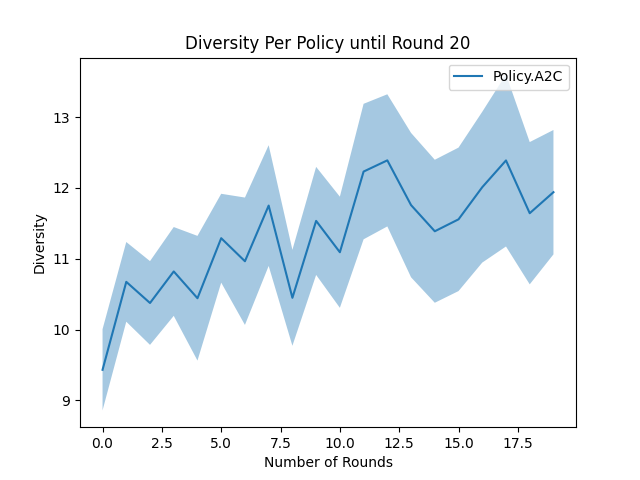 Diversity Per Policy until Round 20
Policy.A2C
13
12
11
10
9
Diversity
0.0 2.5 5.0 7.5 10.0 12.5 15.0 17.5
Number of Rounds